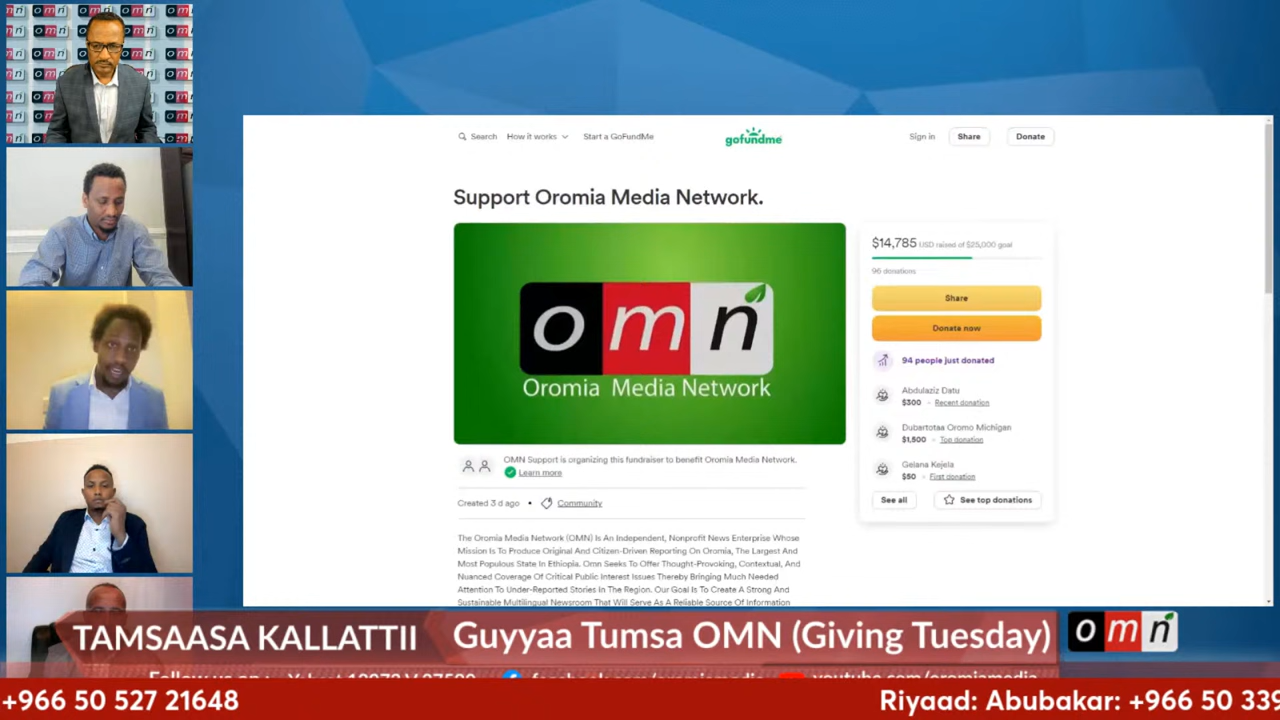 Search How it works Start a GoFundMe gofundme Sign in Share Donate
Support Oromia Media Network.
omn
Oromia Media Network
$14,785 USD raised of $25,000 goal
96 donations
Share
Donate now
94 people just donated
Abdulaziz Datu
$300 • Recent donation
Dubartotaa Oromo Michigan
$1,500 • Top donation
Gelana Kejela
$50 • First donation
See all See top donations
OMN Support is organizing this fundraiser to benefit Oromia Media Network.
Learn more
Created 3 d ago • Community
The Oromia Media Network (OMN) Is An Independent, Nonprofit News Enterprise Whose
Mission Is To Produce Original And Citizen-Driven Reporting On Oromia, The Largest And
Most Populous State In Ethiopia. Omn Seeks To Offer Thought-Provoking, Contextual, And
Nuanced Coverage Of Critical Public Interest Issues Thereby Bringing Much Needed
Attention To Under-Reported Stories In The Region. Our Goal Is To Create A Strong And
Sustainable Multilingual Newsroom That Will Serve As A Reliable Source Of Information
TAMSAASA KALLATTII Guyyaa Tumsa OMN (Giving Tuesday) omn
+966 50 527 21648 Riyaad: Abubakar: +966 50 339